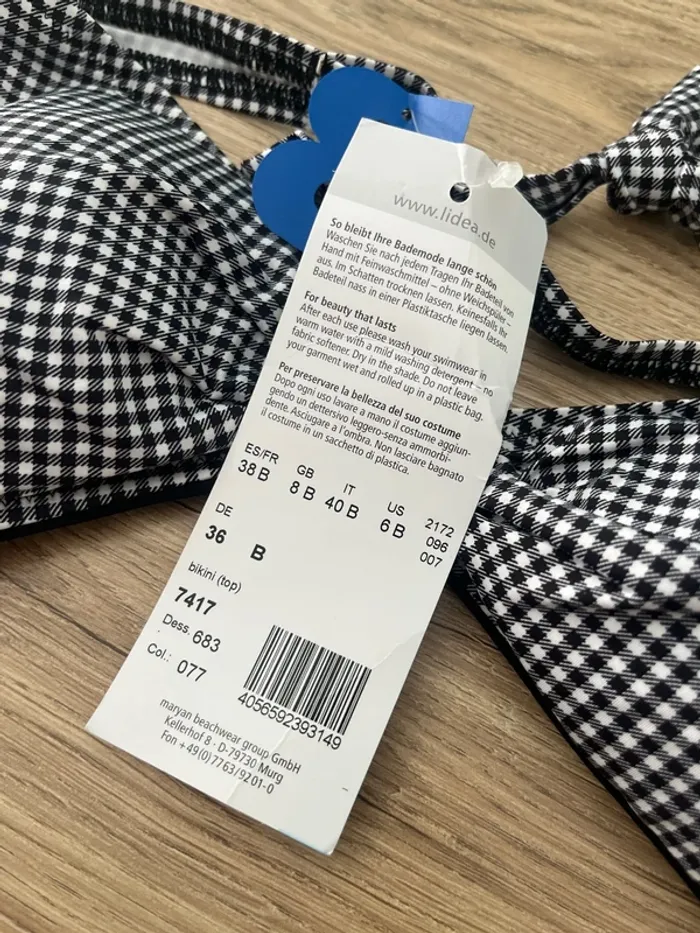 www.lidea.de
So bleibt Ihre Bademode lange schön
Waschen Sie nach jedem Tragen Ihr Badeteil von
Hand mit Feinwaschmittel – ohne Weichspüler –
aus. Im Schatten trocknen lassen. Keinesfalls Ihr
Badeteil nass in einer Plastiktasche liegen lassen.
For beauty that lasts
After each use please wash your swimwear in
warm water with a mild washing detergent – no
fabric softener. Dry in the shade. Do not leave
your garment wet and rolled up in a plastic bag.
Per preservare la bellezza del suo costume
Dopo ogni uso lavare a mano il costume aggiun-
gendo un detersivo leggero-senza ammorbi-
dente. Asciugare a l'ombra. Non lasciare bagnato
il costume in un sacchetto di plastica.
ES/FR GB IT US 2172
38 B 8 B 40 B 6 B 096
007
DE
36 B
bikini (top)
7417
Dess. 683
Col.: 077
4056592393149
maryan beachwear group GmbH
Kellerhof 8 · D-79730 Murg
Fon +49(0)7763/9201-0